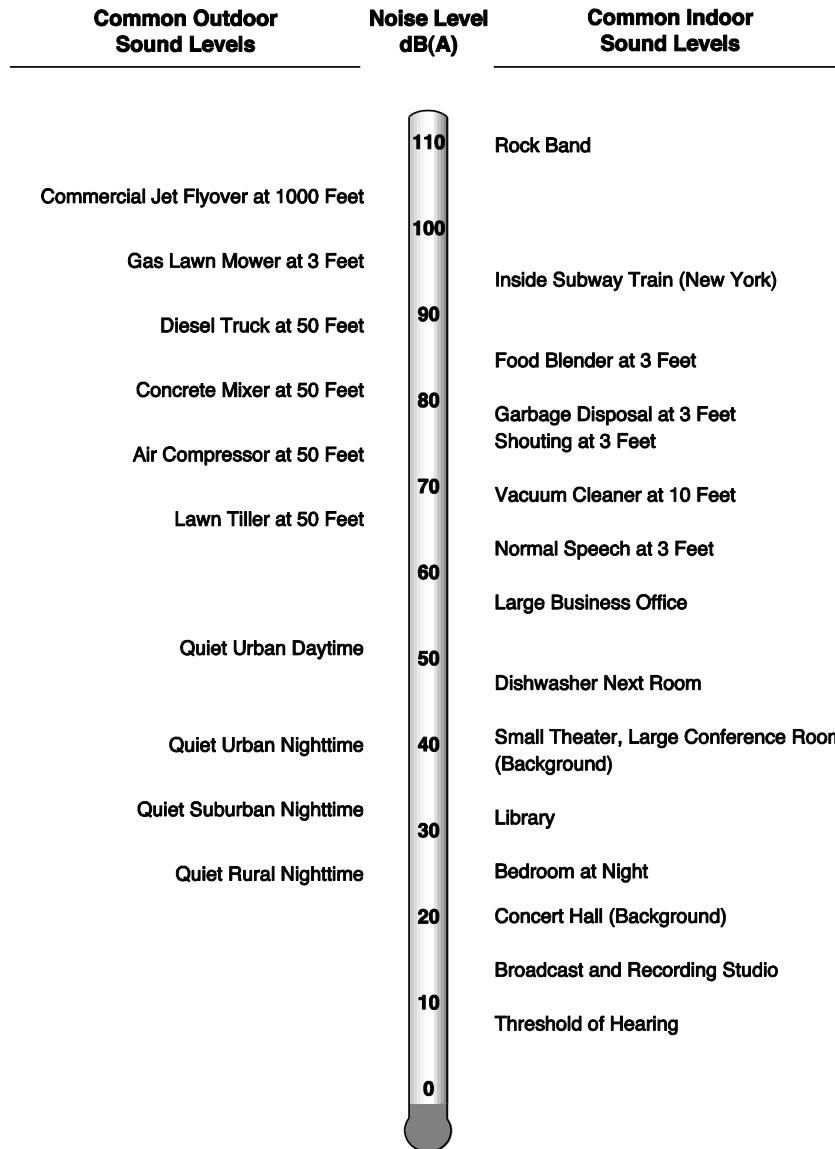 Common Outdoor
Sound Levels
Noise Level
dB(A)
Common Indoor
Sound Levels
110
Rock Band
Commercial Jet Flyover at 1000 Feet
100
Gas Lawn Mower at 3 Feet
Inside Subway Train (New York)
90
Diesel Truck at 50 Feet
Food Blender at 3 Feet
Concrete Mixer at 50 Feet
80
Garbage Disposal at 3 Feet
Shouting at 3 Feet
Air Compressor at 50 Feet
70
Vacuum Cleaner at 10 Feet
Lawn Tiller at 50 Feet
Normal Speech at 3 Feet
60
Large Business Office
Quiet Urban Daytime
50
Dishwasher Next Room
Quiet Urban Nighttime
40
Small Theater, Large Conference Room
(Background)
Quiet Suburban Nighttime
Library
30
Quiet Rural Nighttime
Bedroom at Night
20
Concert Hall (Background)
Broadcast and Recording Studio
10
Threshold of Hearing
0